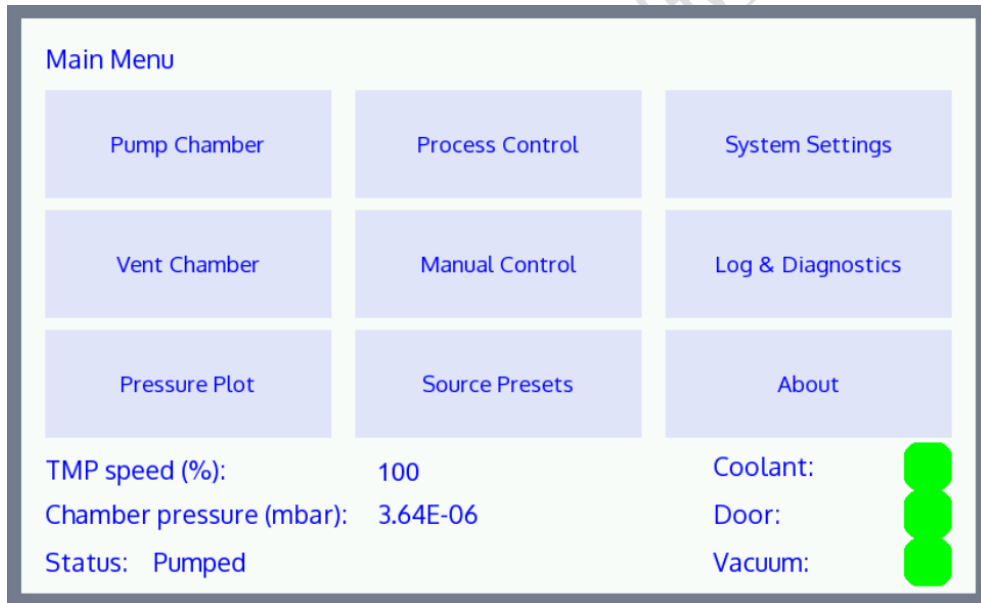 Main Menu
Pump Chamber Process Control System Settings
Vent Chamber Manual Control Log & Diagnostics
Pressure Plot Source Presets About
TMP speed (%): 100 Coolant:
Chamber pressure (mbar): 3.64E-06 Door:
Status: Pumped Vacuum: